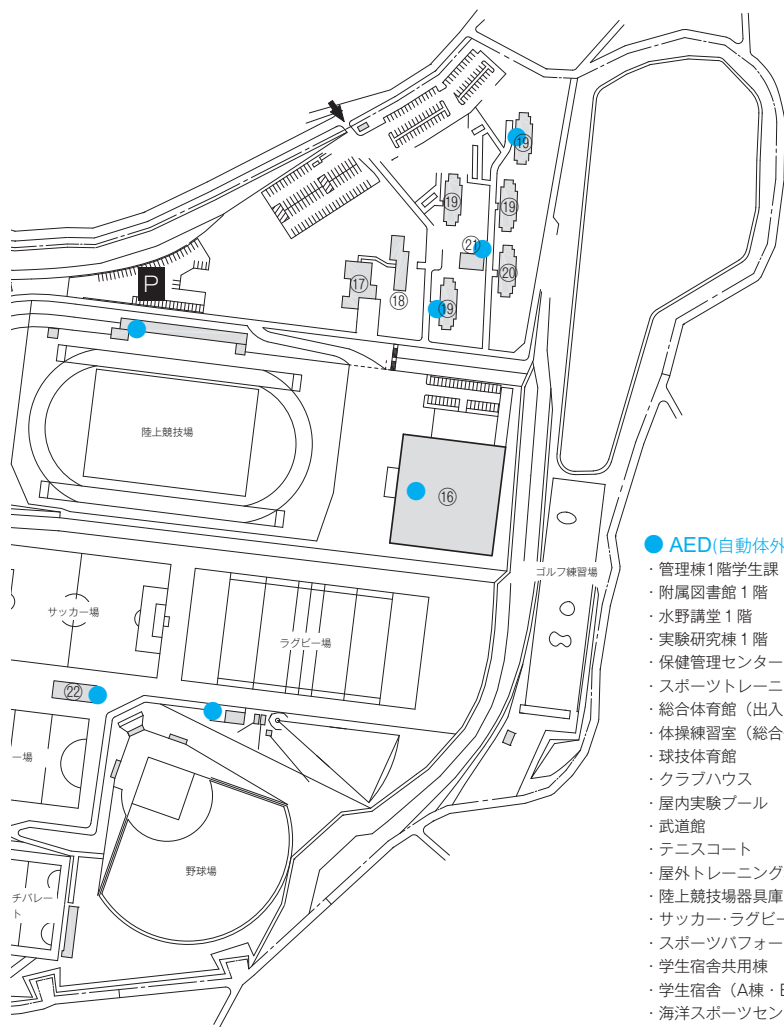 ⑲
⑲
⑲
㉑
⑳
P
⑰
⑱
⑲
陸上競技場
⑯
ゴルフ練習場
サッカー場
ラグビー場
㉒
ー場
野球場
チバレー
ト
● AED(自動体外
・管理棟1階学生課
・附属図書館1階
・水野講堂1階
・実験研究棟1階
・保健管理センター
・スポーツトレーニ
・総合体育館（出入
・体操練習室（総合
・球技体育館
・クラブハウス
・屋内実験プール
・武道館
・テニスコート
・屋外トレーニング
・陸上競技場器具庫
・サッカー・ラグビー
・スポーツパフォー
・学生宿舎共用棟
・学生宿舎（A棟・E
・海洋スポーツセン